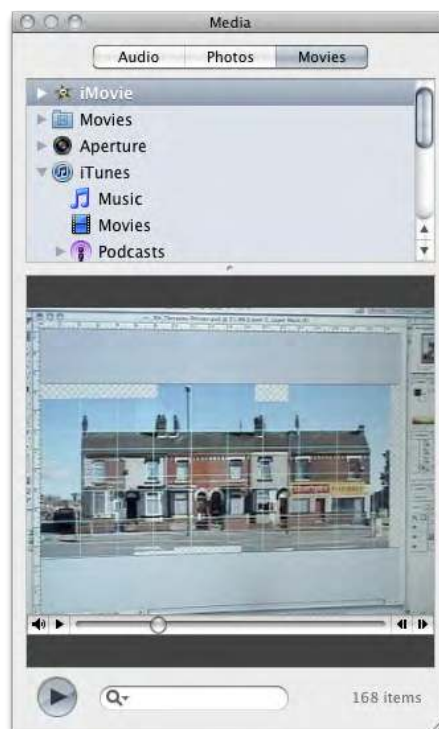 Media
Audio Photos Movies
iMovie
Movies
Aperture
iTunes
Music
Movies
Podcasts
168 items